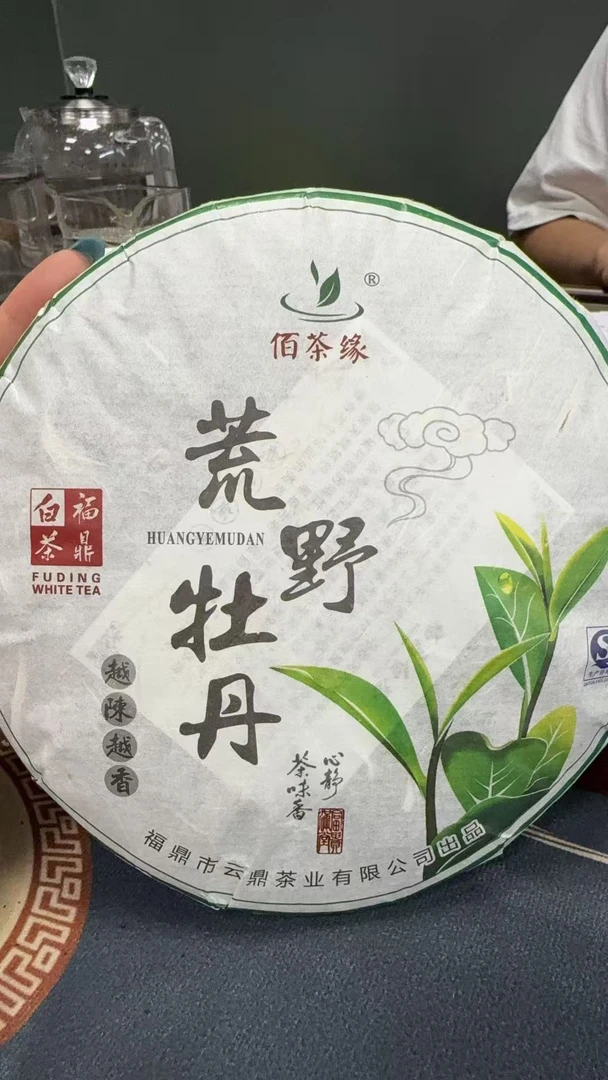 ®
佰茶缘
荒野
HUANGYEMUDAN
牡丹
福鼎
白茶
FUDING
WHITE TEA
越陳越香
心静
茶味香
福鼎市云鼎茶业有限公司出品